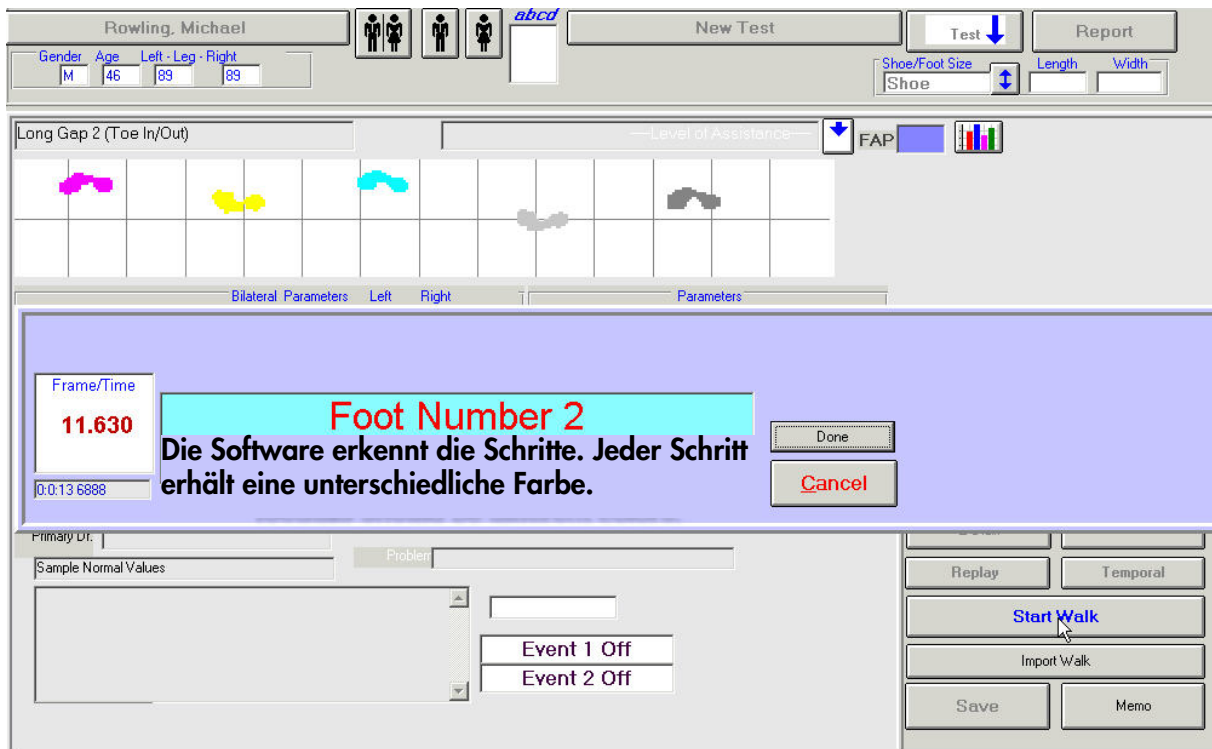 Rowling, Michael
abcd
New Test
Test
Report
Gender Age Left - Leg - Right
M 46 89 89
Shoe/Foot Size Length Width
Shoe
Long Gap 2 (Toe In/Out)
Level of Assistance
FAP
Bilateral Parameters Left Right
Parameters
Frame/Time
11.630
0:0:13 6888
Foot Number 2
Die Software erkennt die Schritte. Jeder Schritt
erhält eine unterschiedliche Farbe.
Done
Cancel
Primary Dr.
Problem
Sample Normal Values
Event 1 Off
Event 2 Off
Replay
Temporal
Start Walk
Import Walk
Save
Memo